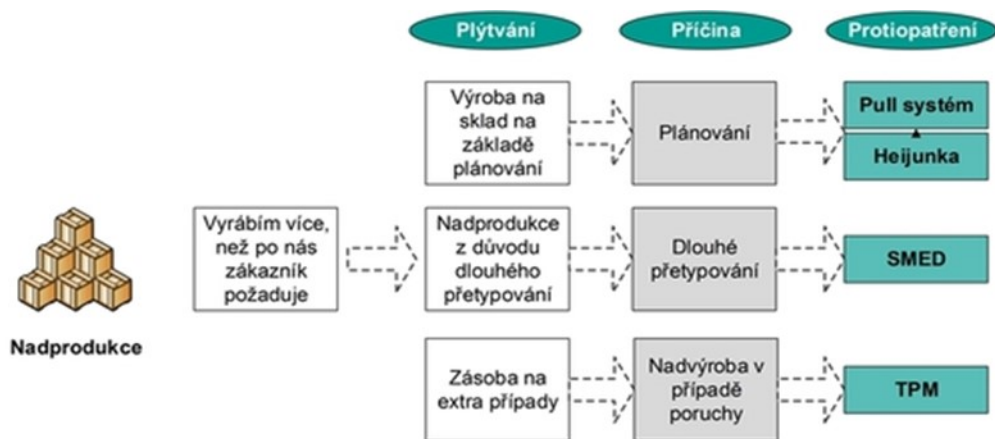 Plýtvání
Příčina
Protiopatření
Výroba na
sklad na
základě
plánování
Plánování
Pull systém
Heijunka
Nadprodukce
Vyrábím více,
než po nás
zákazník
požaduje
Nadprodukce
z důvodu
dlouhého
přetypování
Dlouhé
přetypování
SMED
Zásoba na
extra případy
Nadvýroba v
případě
poruchy
TPM